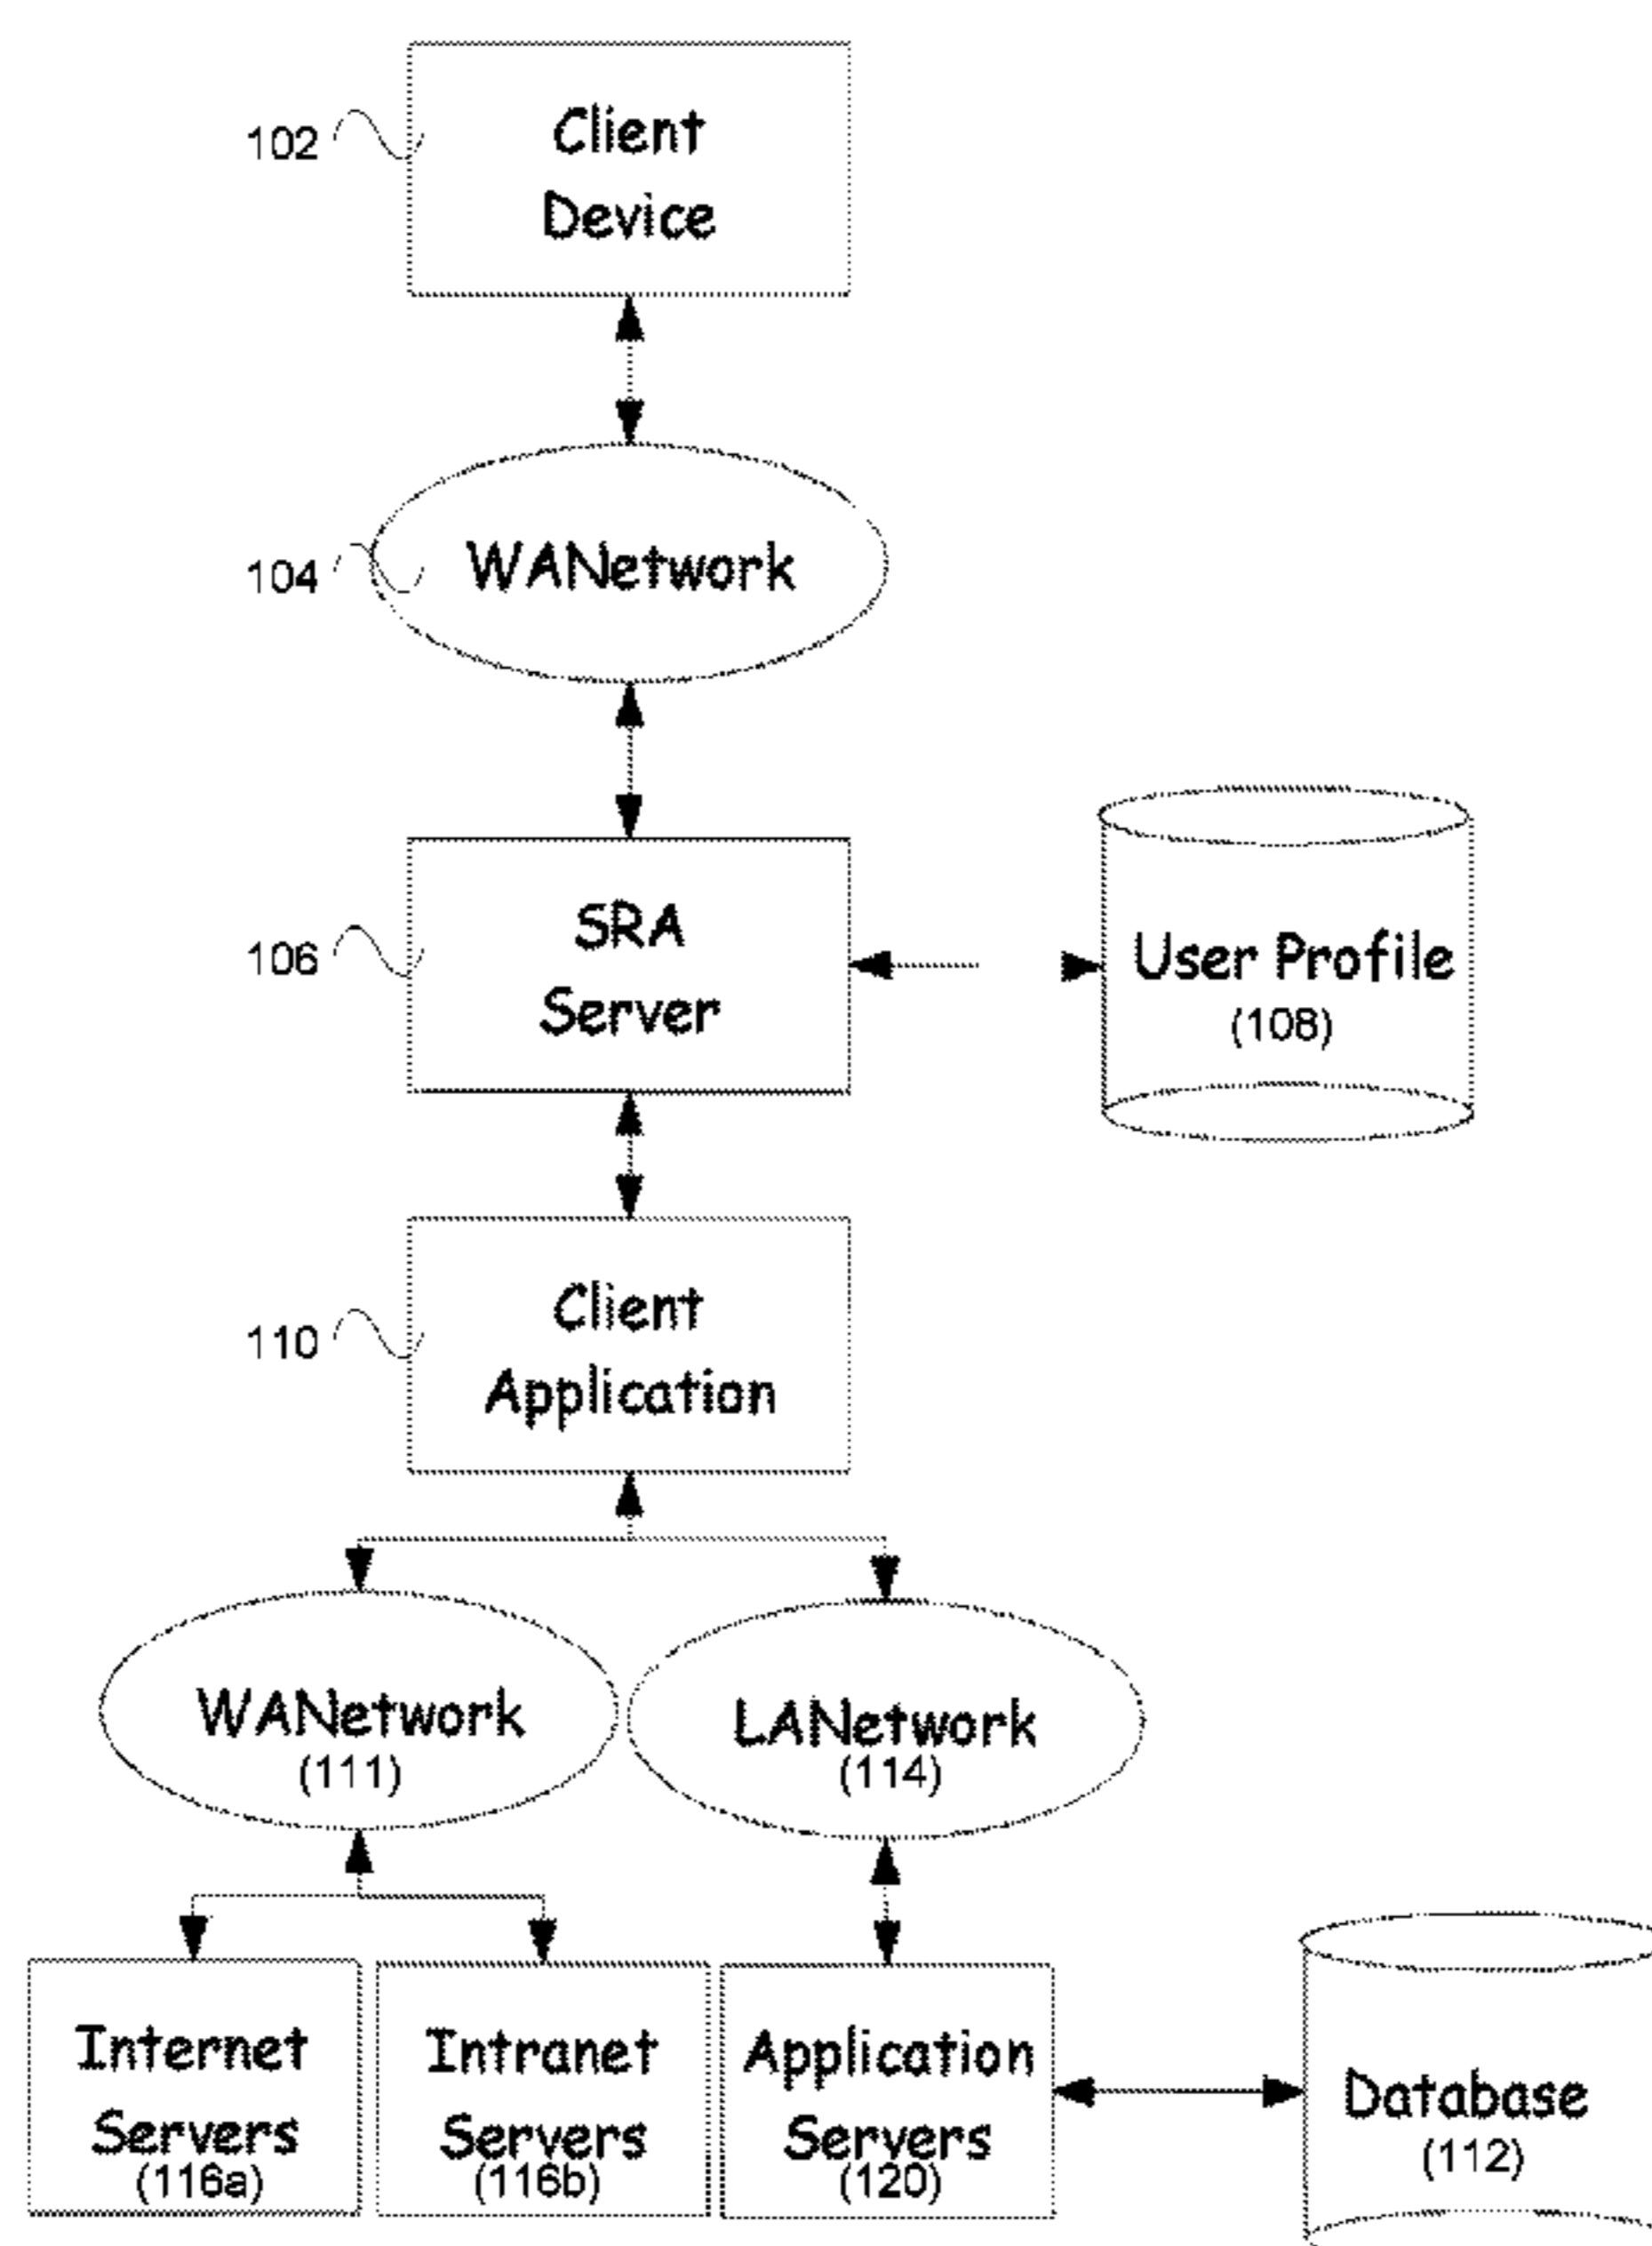 102
Client
Device
104
WANetwork
106
SRA
Server
User Profile
(108)
110
Client
Application
WANetwork
(111)
LANetwork
(114)
Internet
Servers
(116a)
Intranet
Servers
(116b)
Application
Servers
(120)
Database
(112)